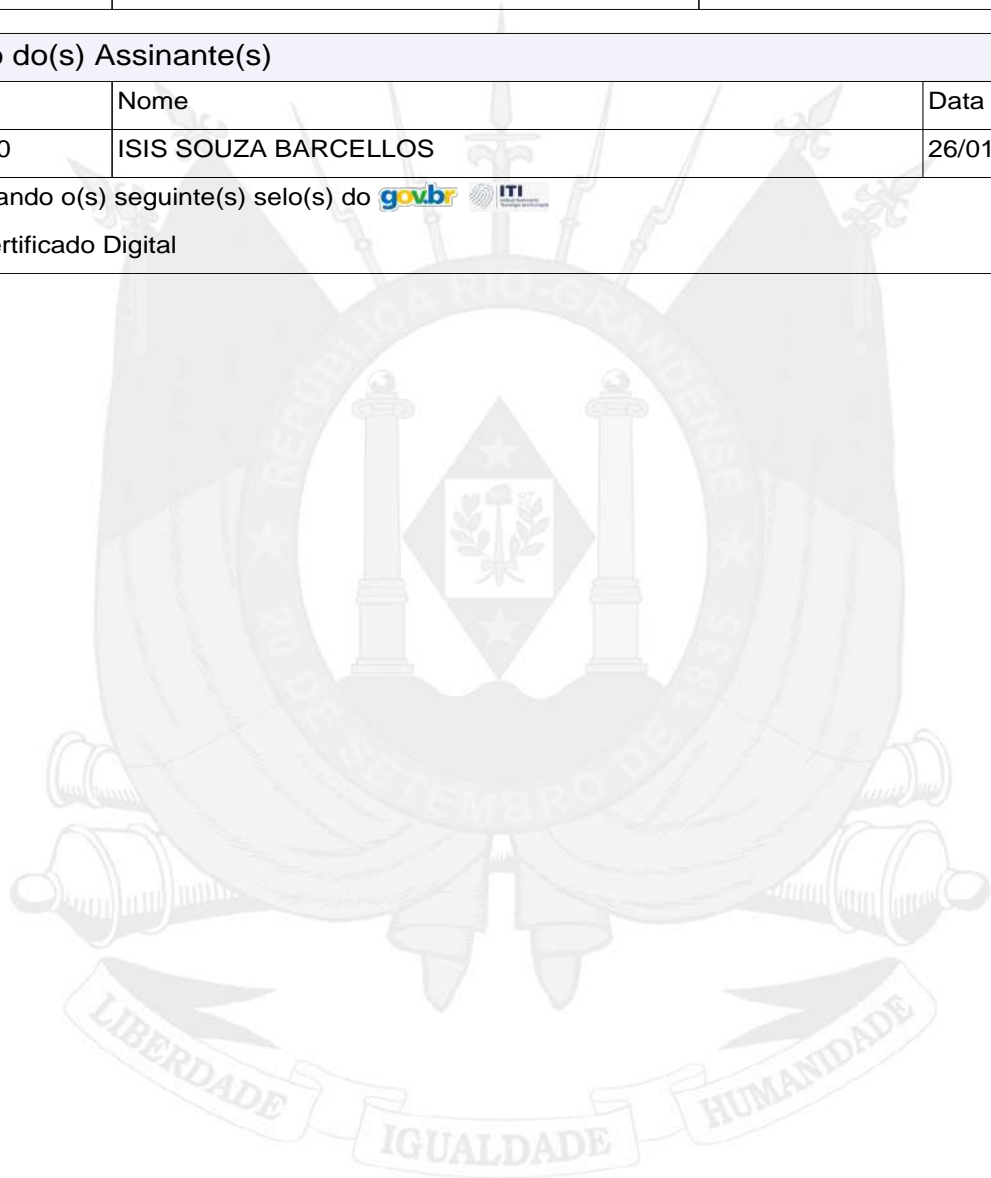 o do(s) Assinante(s)
Nome Data
0 ISIS SOUZA BARCELLOS 26/01
ando o(s) seguinte(s) selo(s) do gov.br ITI
rtificado Digital
REPÚBLICA RIO-GRANDENSE
20 DE SETEMBRO DE 1835
LIBERDADE IGUALDADE HUMANIDADE